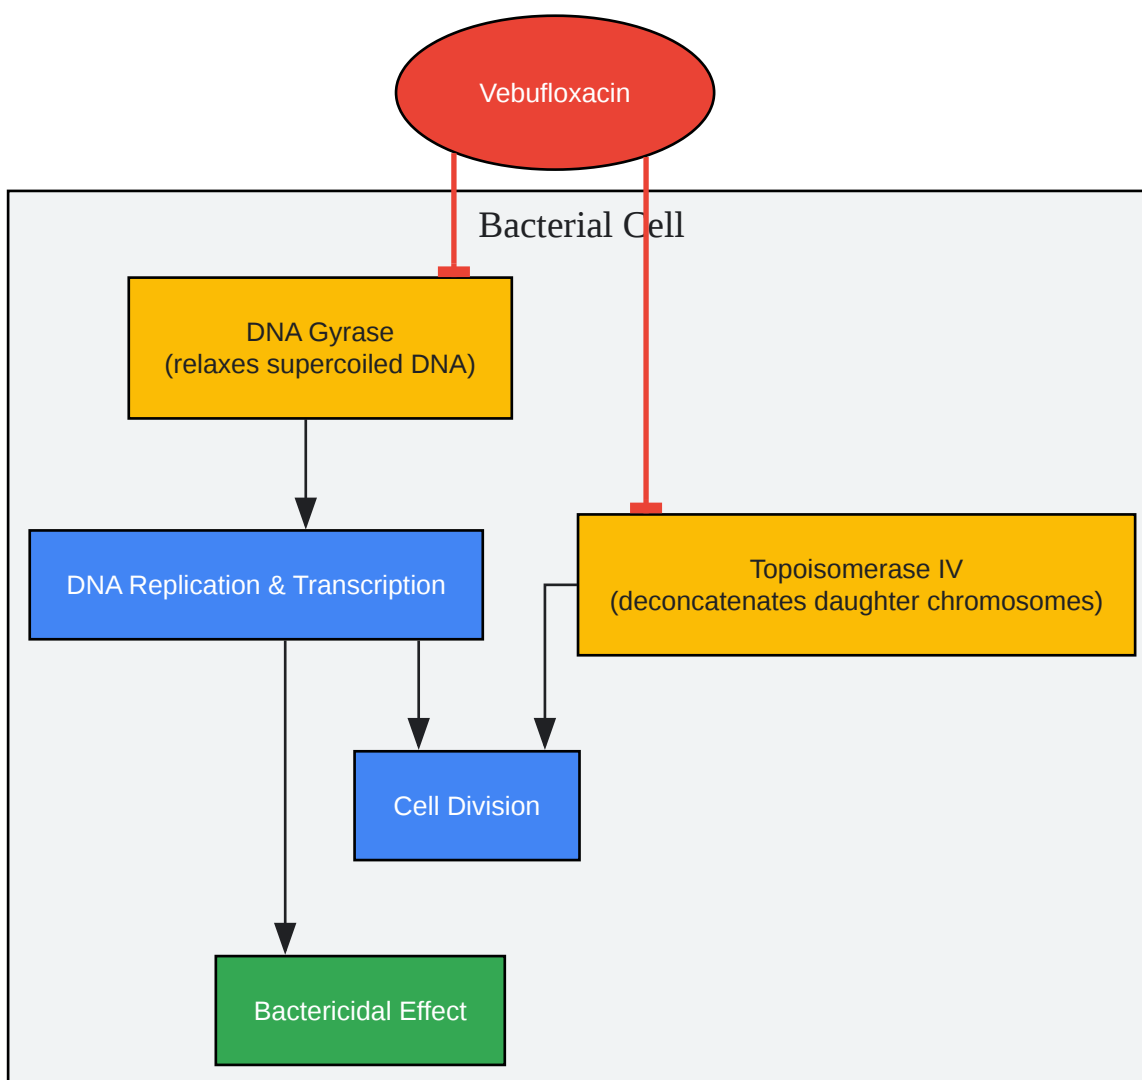 Vebufloxacin
Bacterial Cell
DNA Gyrase
(relaxes supercoiled DNA)
DNA Replication & Transcription
Topoisomerase IV
(deconcatenates daughter chromosomes)
Cell Division
Bactericidal Effect